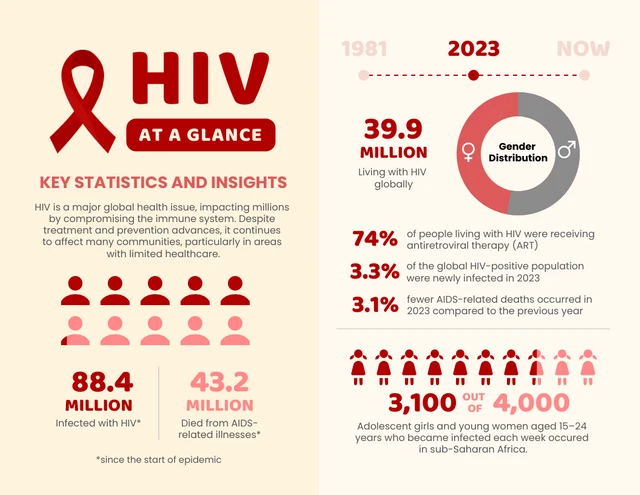 HIV
AT A GLANCE
KEY STATISTICS AND INSIGHTS
HIV is a major global health issue, impacting millions
by compromising the immune system. Despite
treatment and prevention advances, it continues
to affect many communities, particularly in areas
with limited healthcare.
88.4
MILLION
Infected with HIV*
43.2
MILLION
Died from AIDS-
related illnesses*
*since the start of epidemic
1981
2023
NOW
39.9
MILLION
Living with HIV
globally
Gender
Distribution
74%
of people living with HIV were receiving
antiretroviral therapy (ART)
3.3%
of the global HIV-positive population
were newly infected in 2023
3.1%
fewer AIDS-related deaths occurred in
2023 compared to the previous year
3,100 OUT OF 4,000
Adolescent girls and young women aged 15–24
years who became infected each week occured
in sub-Saharan Africa.